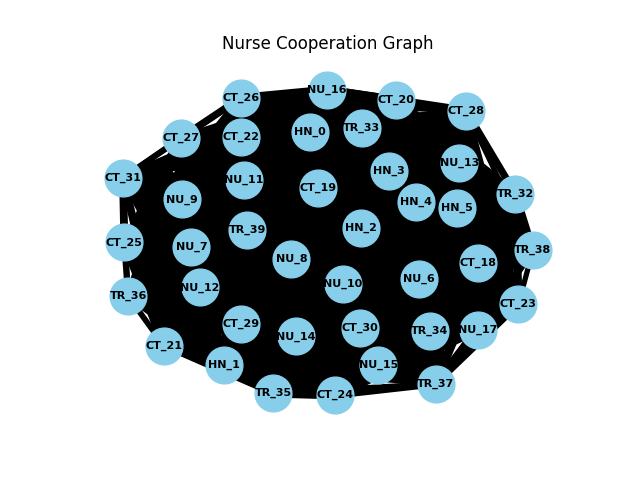 Nurse Cooperation Graph
NU_16
CT_26
CT_20
CT_28
TR_33
HN_0
CT_22
CT_27
NU_13
HN_3
CT_31
NU_11
CT_19
TR_32
NU_9
HN_4
HN_5
HN_2
TR_39
CT_25
NU_7
TR_38
NU_8
CT_18
NU_6
NU_10
NU_12
TR_36
CT_23
CT_29
CT_30
NU_17
TR_34
NU_14
CT_21
HN_1
NU_15
TR_37
TR_35
CT_24